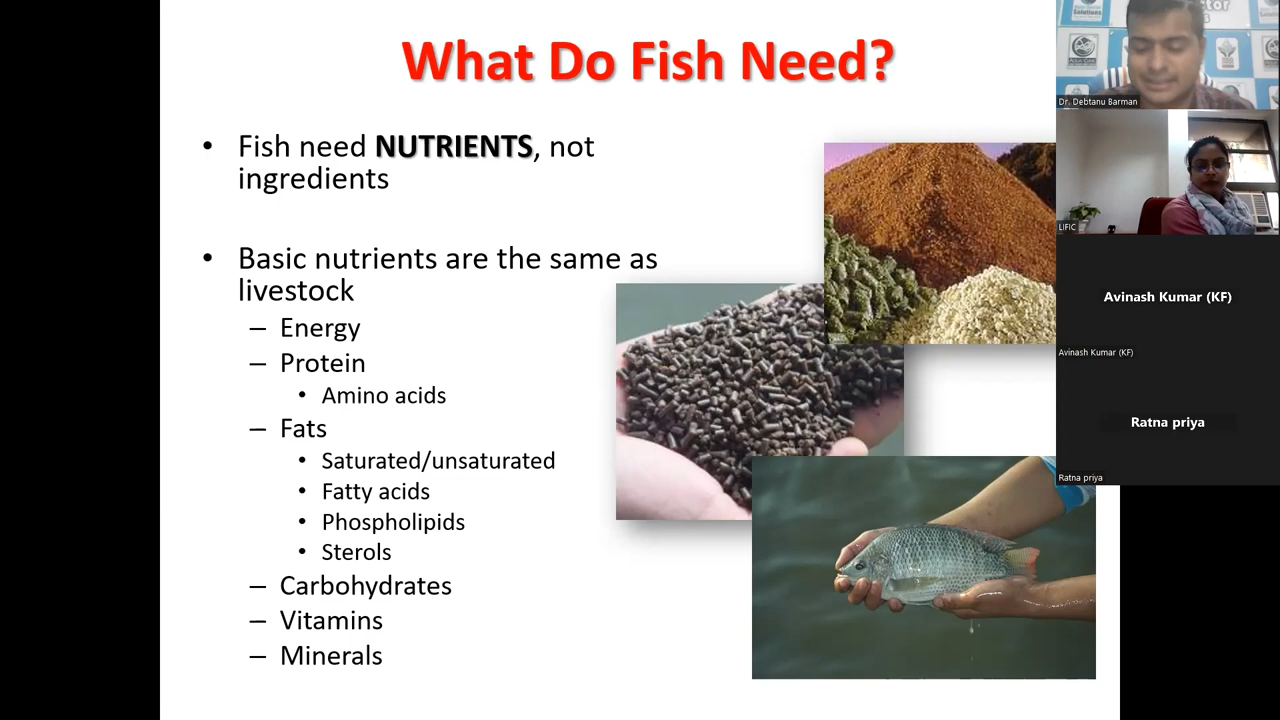 What Do Fish Need?
• Fish need NUTRIENTS, not
ingredients
• Basic nutrients are the same as
livestock
– Energy
– Protein
• Amino acids
– Fats
• Saturated/unsaturated
• Fatty acids
• Phospholipids
• Sterols
– Carbohydrates
– Vitamins
– Minerals
Dr. Debtanu Barman
LIFIC
Avinash Kumar (KF)
Avinash Kumar (KF)
Ratna priya
Ratna priya